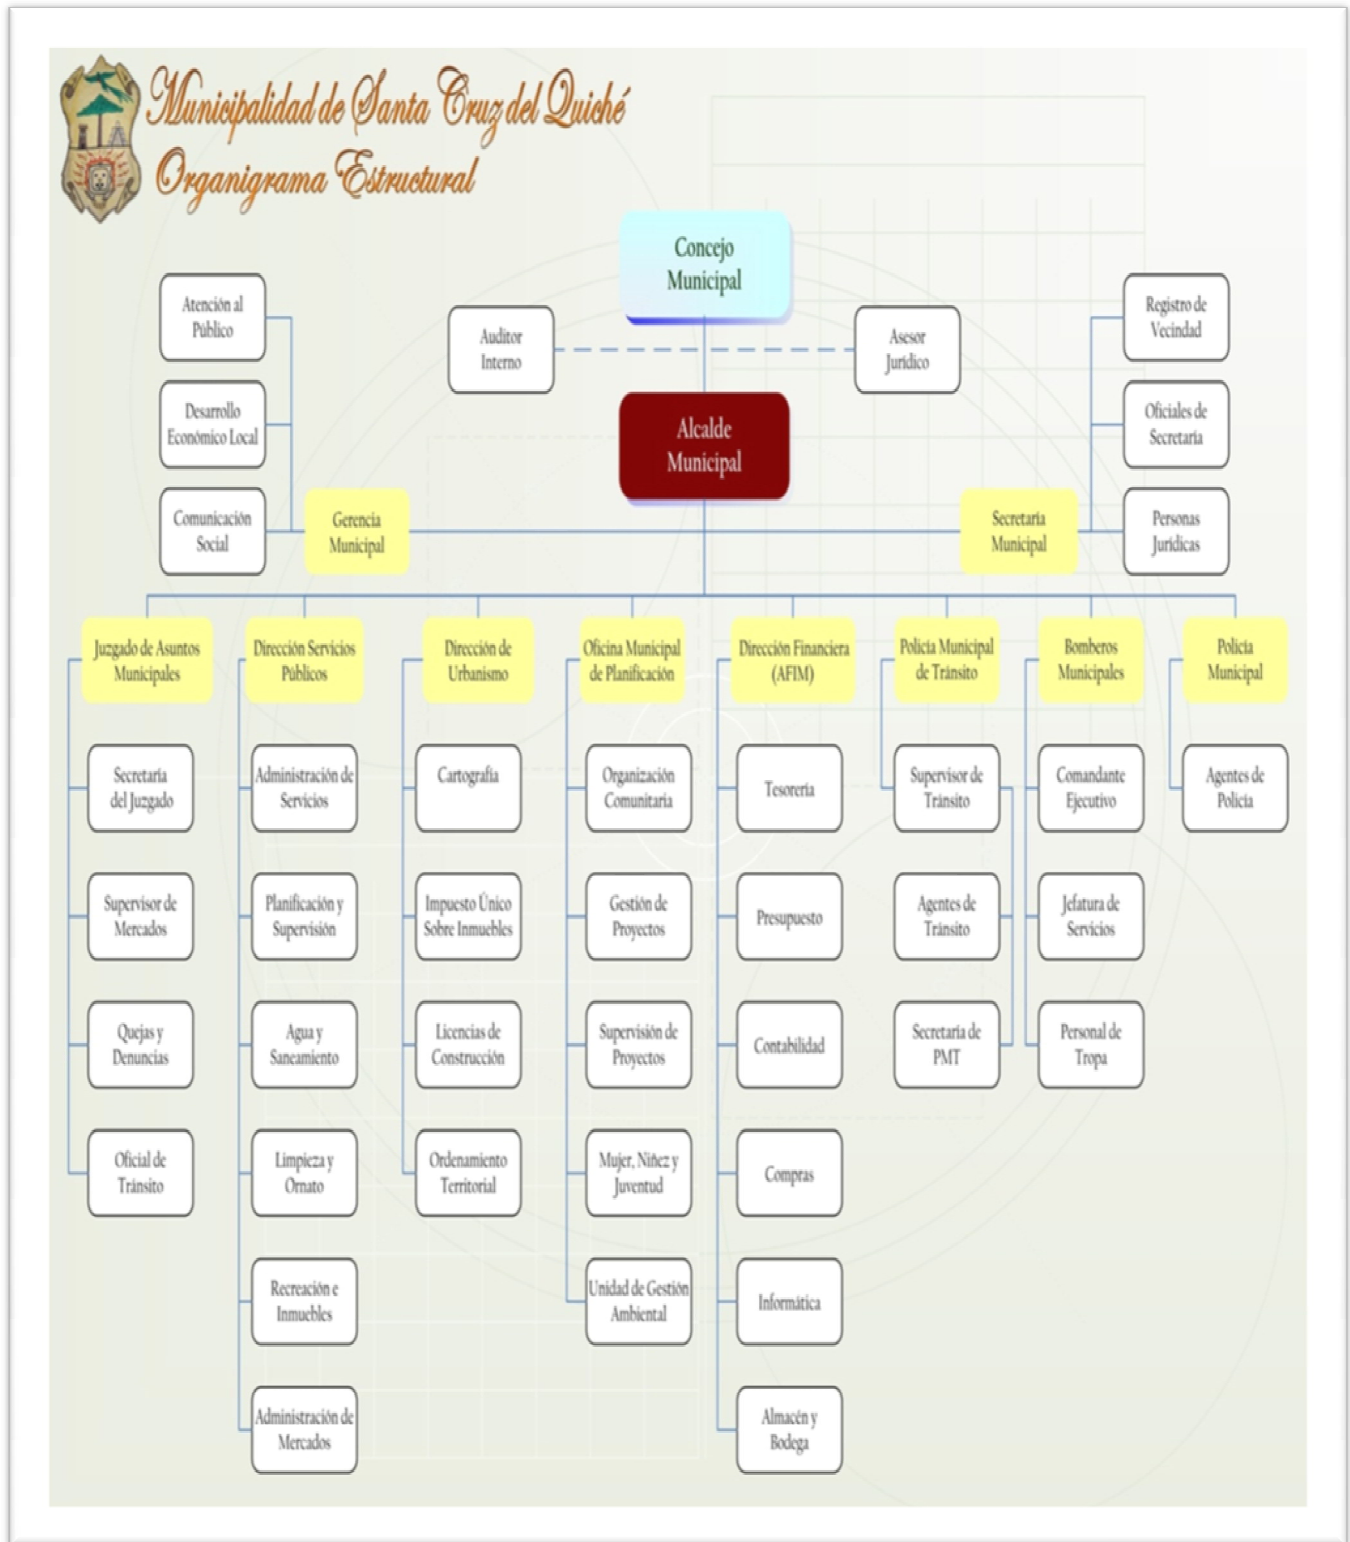 Municipalidad de Santa Cruz del Quiché
Organigrama Estructural
Concejo
Municipal
Atención al
Público
Auditor
Interno
Asesor
Jurídico
Registro de
Vecindad
Desarrollo
Económico Local
Alcalde
Municipal
Oficiales de
Secretaría
Comunicación
Social
Gerencia
Municipal
Secretaría
Municipal
Personas
Jurídicas
Juzgado de Asuntos
Municipales
Dirección Servicios
Públicos
Dirección de
Urbanismo
Oficina Municipal
de Planificación
Dirección Financiera
(AFIM)
Policía Municipal
de Tránsito
Bomberos
Municipales
Policía
Municipal
Secretaría
del Juzgado
Administración de
Servicios
Cartografía
Organización
Comunitaria
Tesorería
Supervisor de
Tránsito
Comandante
Ejecutivo
Agentes de
Policía
Supervisor de
Mercados
Planificación y
Supervisión
Impuesto Único
Sobre Inmuebles
Gestión de
Proyectos
Presupuesto
Agentes de
Tránsito
Jefatura de
Servicios
Quejas y
Denuncias
Agua y
Saneamiento
Licencias de
Construcción
Supervisión de
Proyectos
Contabilidad
Secretaría de
PMT
Personal de
Tropa
Oficial de
Tránsito
Limpieza y
Ornato
Ordenamiento
Territorial
Mujer, Niñez y
Juventud
Compras
Recreación e
Inmuebles
Unidad de Gestión
Ambiental
Informática
Administración de
Mercados
Almacén y
Bodega